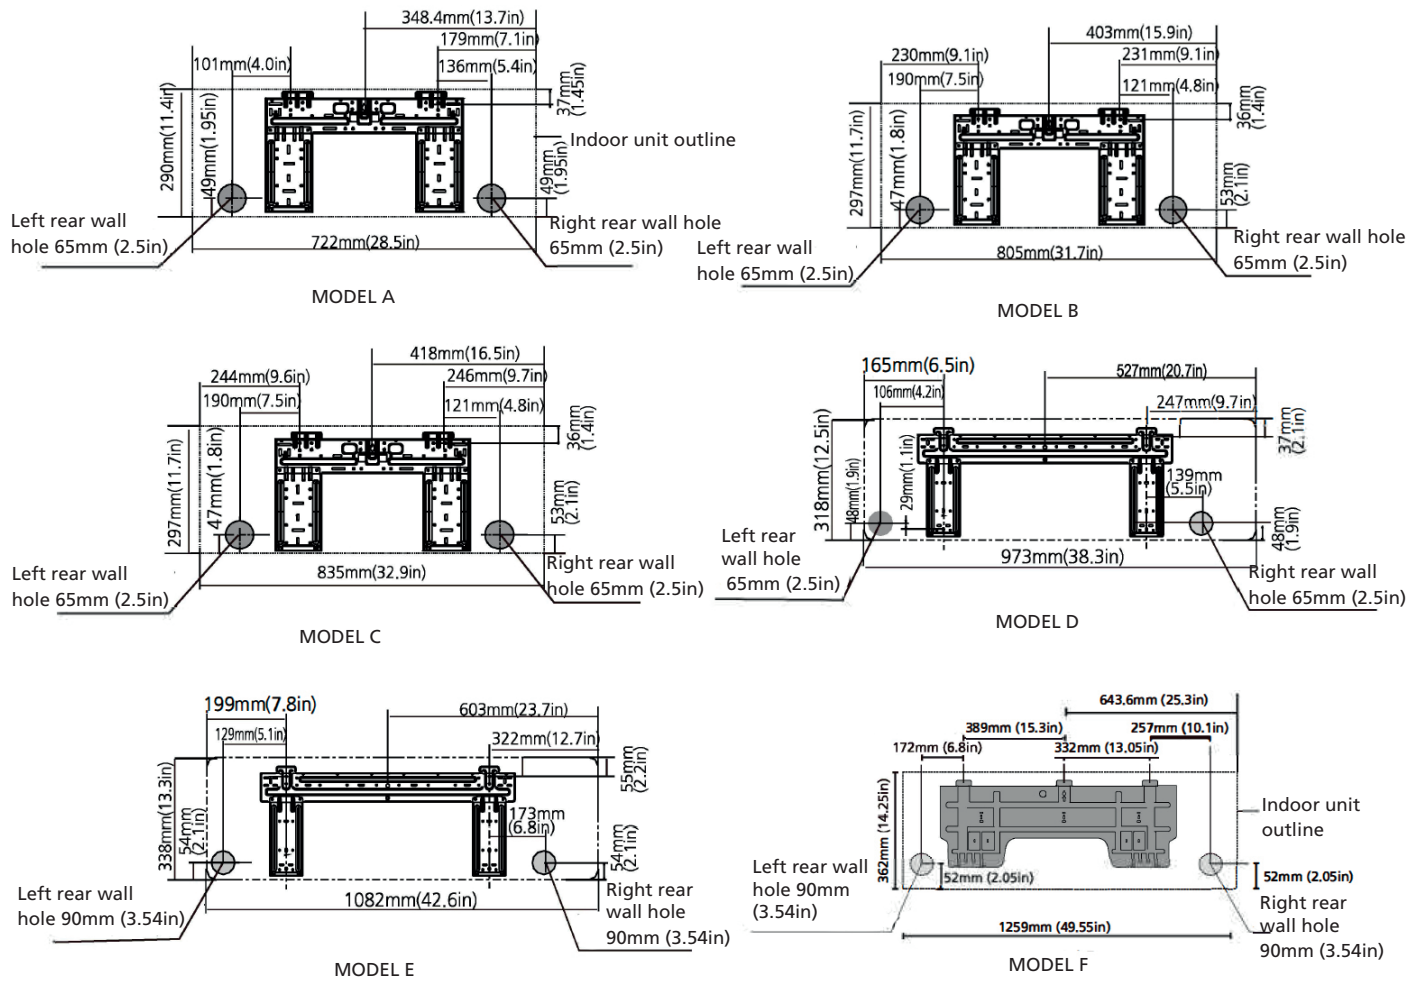 348.4mm(13.7in)
179mm(7.1in)
101mm(4.0in)
136mm(5.4in)
37mm
(1.45in)
290mm(11.4in)
49mm(1.95in)
Indoor unit outline
49mm
(1.95in)
Left rear wall
hole 65mm (2.5in)
Right rear wall hole
65mm (2.5in)
722mm(28.5in)
MODEL A
403mm(15.9in)
230mm(9.1in)
231mm(9.1in)
190mm(7.5in)
121mm(4.8in)
36mm
(1.4in)
297mm(11.7in)
47mm(1.8in)
53mm
(2.1in)
Left rear wall
hole 65mm (2.5in)
Right rear wall hole
65mm (2.5in)
805mm(31.7in)
MODEL B
418mm(16.5in)
244mm(9.6in)
246mm(9.7in)
190mm(7.5in)
121mm(4.8in)
36mm
(1.4in)
297mm(11.7in)
47mm(1.8in)
53mm
(2.1in)
Left rear wall
hole 65mm (2.5in)
Right rear wall
hole 65mm (2.5in)
835mm(32.9in)
MODEL C
165mm(6.5in)
527mm(20.7in)
106mm(4.2in)
247mm(9.7in)
37mm
(2.1in)
318mm(12.5in)
48mm(1.9in)
29mm(1.1in)
139mm
(5.5in)
48mm
(1.9in)
Left rear
wall hole
65mm (2.5in)
973mm(38.3in)
Right rear wall
hole 65mm (2.5in)
MODEL D
199mm(7.8in)
603mm(23.7in)
129mm(5.1in)
322mm(12.7in)
55mm
(2.2in)
338mm(13.3in)
54mm
(2.1in)
173mm
(6.8in)
54mm
(2.1in)
Left rear wall
hole 90mm (3.54in)
1082mm(42.6in)
Right rear
wall hole
90mm (3.54in)
MODEL E
643.6mm (25.3in)
389mm (15.3in)
257mm (10.1in)
172mm (6.8in)
332mm (13.05in)
362mm (14.25in)
Indoor unit
outline
Left rear wall
hole 90mm
(3.54in)
52mm (2.05in)
52mm (2.05in)
Right rear
wall hole
90mm (3.54in)
1259mm (49.55in)
MODEL F